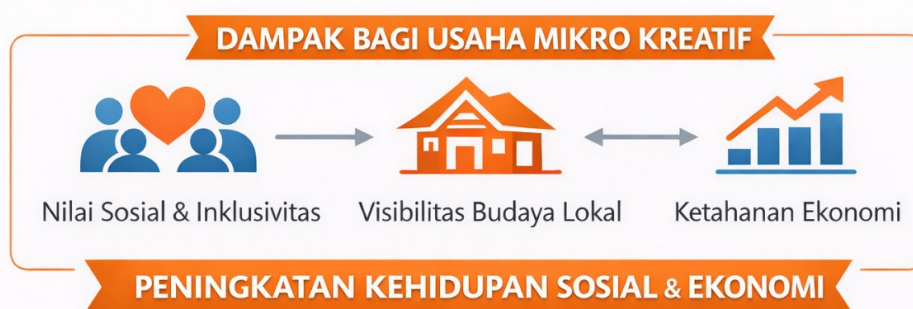 DAMPAK BAGI USAHA MIKRO KREATIF
Nilai Sosial & Inklusivitas
Visibilitas Budaya Lokal
Ketahanan Ekonomi
PENINGKATAN KEHIDUPAN SOSIAL & EKONOMI